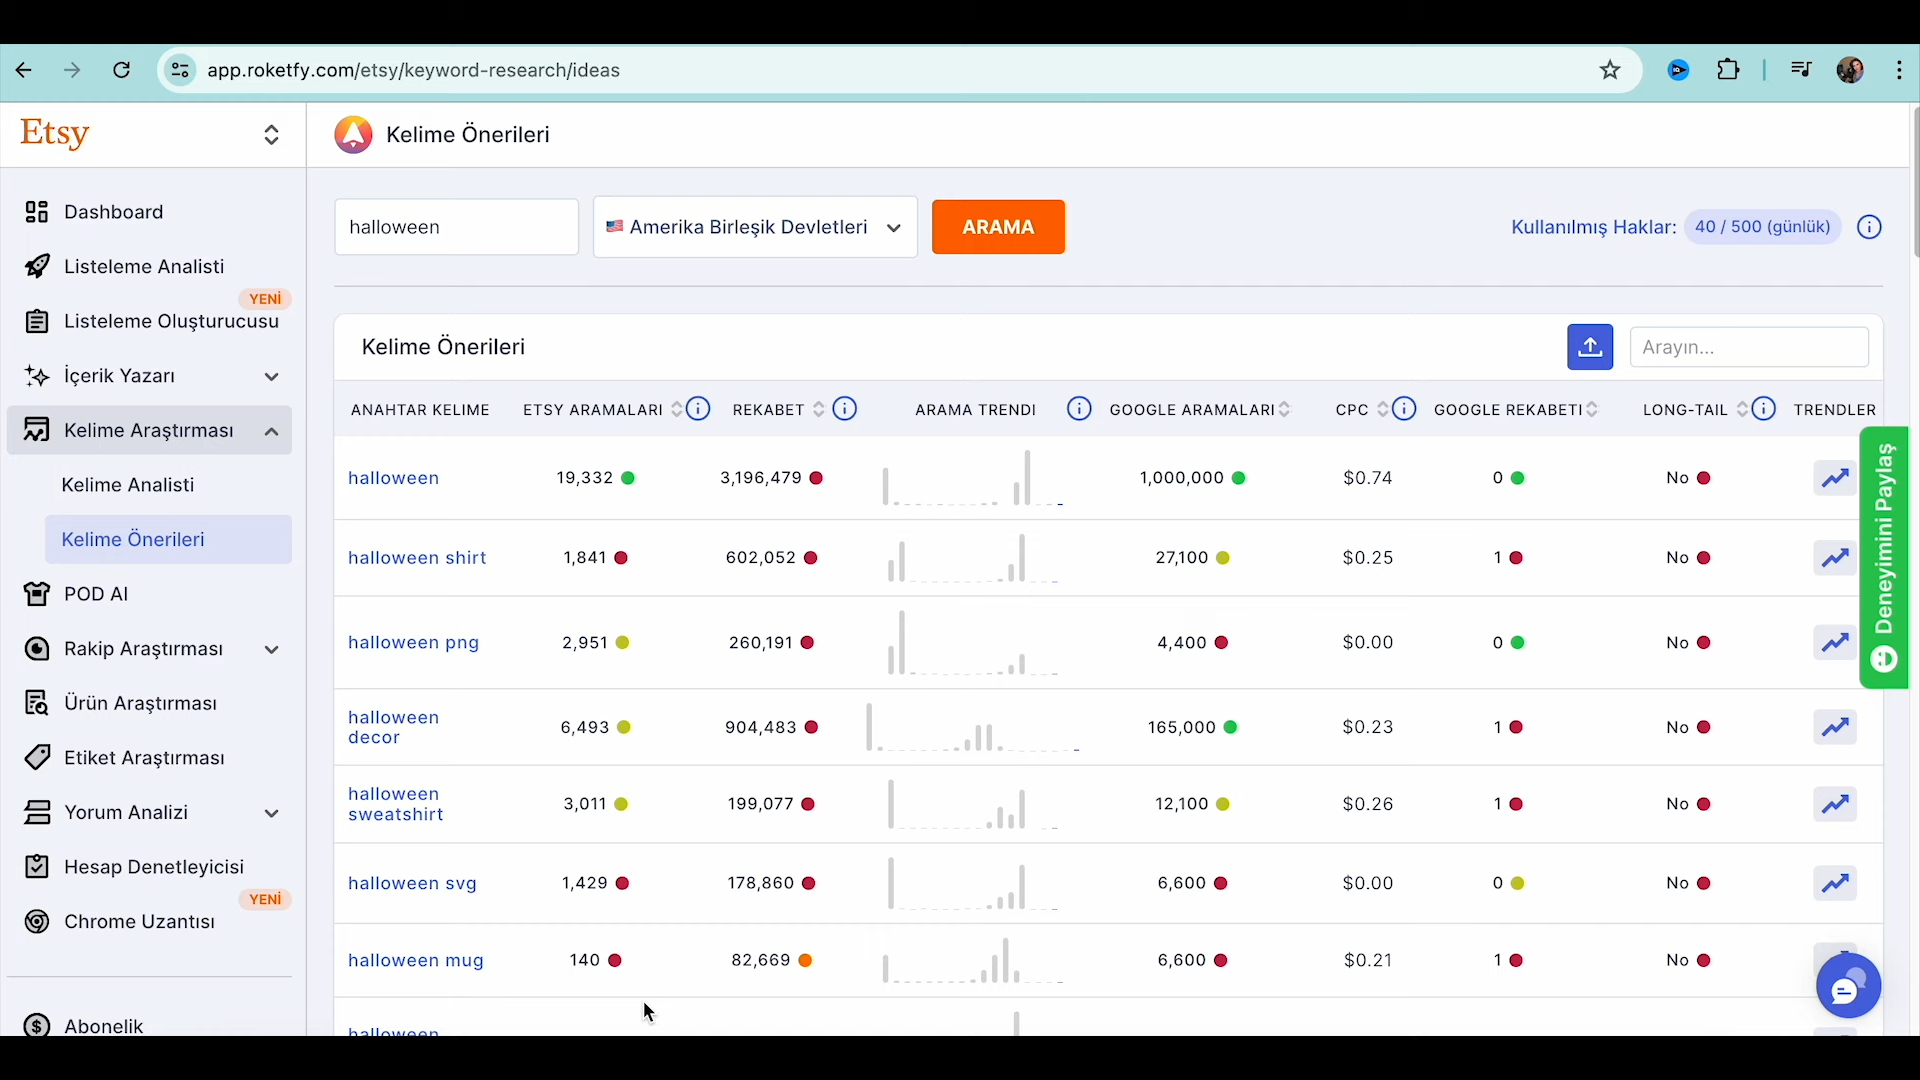 app.roketfy.com/etsy/keyword-research/ideas
Etsy
Kelime Önerileri
Dashboard
Listeleme Analisti
YENİ
Listeleme Oluşturucusu
İçerik Yazarı
Kelime Araştırması
Kelime Analisti
Kelime Önerileri
POD AI
Rakip Araştırması
Ürün Araştırması
Etiket Araştırması
Yorum Analizi
Hesap Denetleyicisi
YENİ
Chrome Uzantısı
Abonelik
halloween
Amerika Birleşik Devletleri
ARAMA
Kullanılmış Haklar: 40 / 500 (günlük)
Kelime Önerileri
Arayın...
ANAHTAR KELIME ETSY ARAMALARI REKABET ARAMA TRENDI GOOGLE ARAMALARI CPC GOOGLE REKABETI LONG-TAIL TRENDLER
halloween 19,332 3,196,479 1,000,000 $0.74 0 No
halloween shirt 1,841 602,052 27,100 $0.25 1 No
halloween png 2,951 260,191 4,400 $0.00 0 No
halloween
decor 6,493 904,483 165,000 $0.23 1 No
halloween
sweatshirt 3,011 199,077 12,100 $0.26 1 No
halloween svg 1,429 178,860 6,600 $0.00 0 No
halloween mug 140 82,669 6,600 $0.21 1 No
halloween
Deneyimini Paylaş